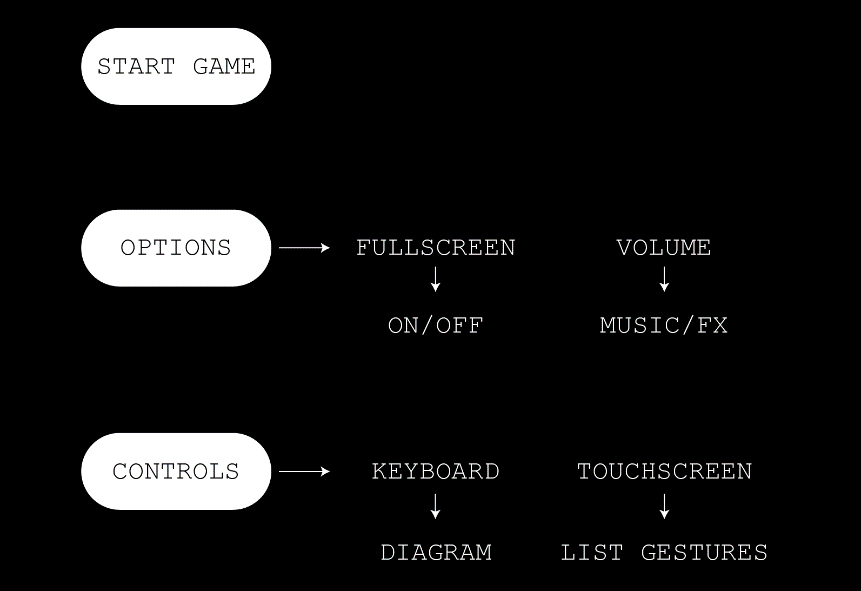 START GAME
OPTIONS
FULLSCREEN
VOLUME
ON/OFF
MUSIC/FX
CONTROLS
KEYBOARD
TOUCHSCREEN
DIAGRAM
LIST GESTURES